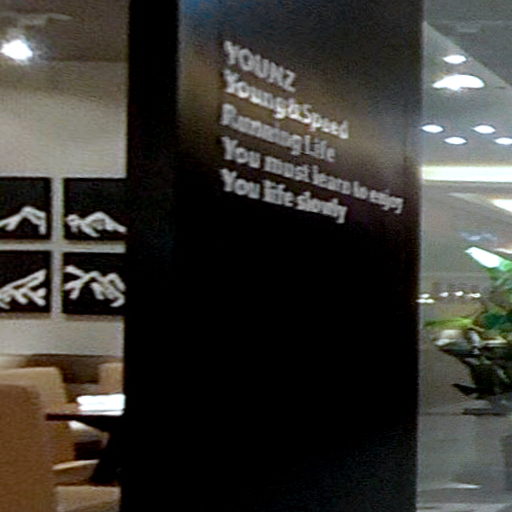 YOUNZ
Young&Speed
Running Life
You must learn to enjoy
You life slowly